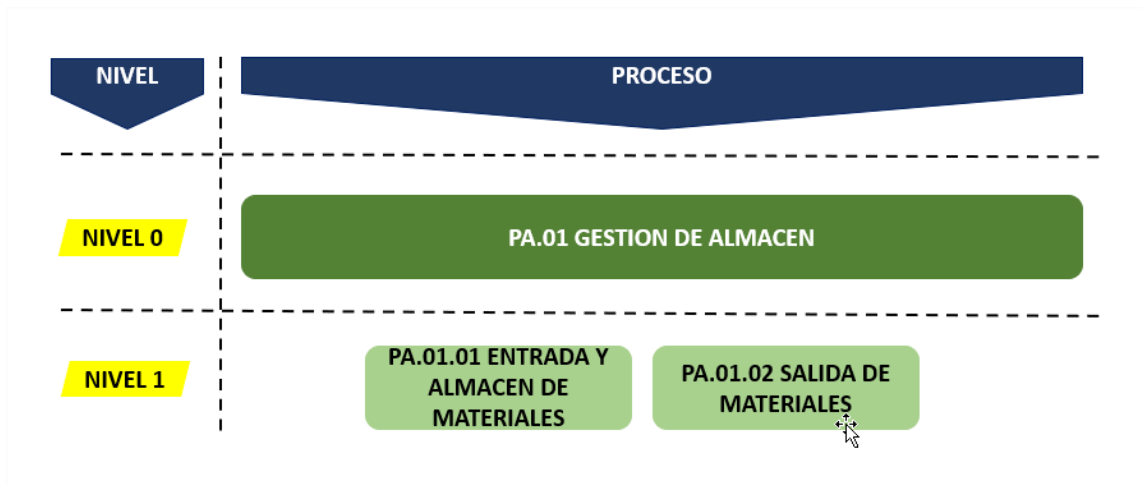 NIVEL
PROCESO
NIVEL 0
PA.01 GESTION DE ALMACEN
NIVEL 1
PA.01.01 ENTRADA Y
ALMACEN DE
MATERIALES
PA.01.02 SALIDA DE
MATERIALES